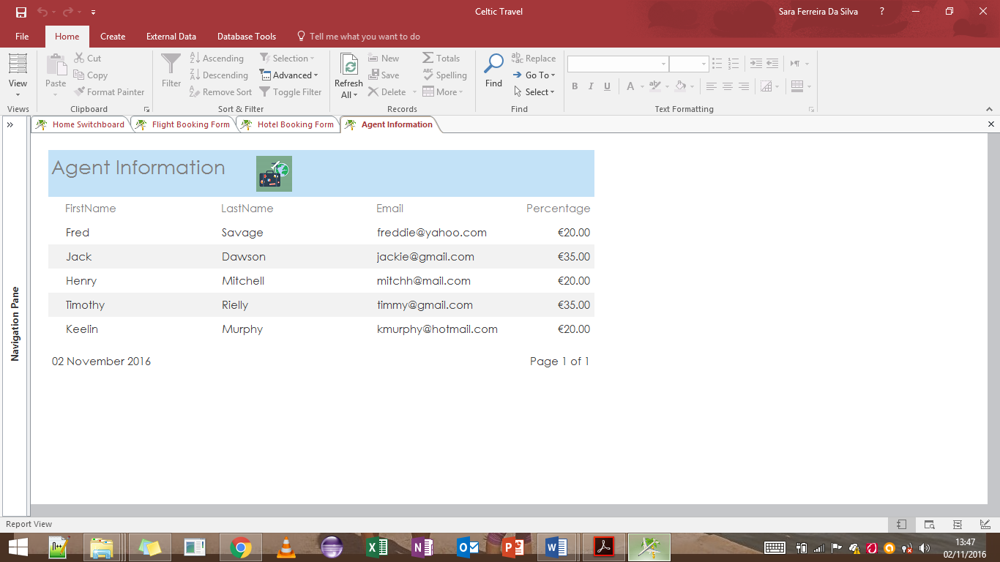 Celtic Travel
Sara Ferreira Da Silva ?
File Home Create External Data Database Tools Tell me what you want to do
View
Views
Paste
Cut
Copy
Format Painter
Clipboard
Filter
Ascending
Descending
Remove Sort
Selection
Advanced
Toggle Filter
Sort & Filter
Refresh
All
New
Save
Delete
Totals
Spelling
More
Records
Find
Replace
Go To
Select
Find
B I U A
Text Formatting
Home Switchboard Flight Booking Form Hotel Booking Form Agent Information
Navigation Pane
Agent Information
FirstName LastName Email Percentage
Fred Savage freddie@yahoo.com €20.00
Jack Dawson jackie@gmail.com €35.00
Henry Mitchell mitchh@mail.com €20.00
Timothy Rielly timmy@gmail.com €35.00
Keelin Murphy kmurphy@hotmail.com €20.00
02 November 2016 Page 1 of 1
Report View
13:47
02/11/2016